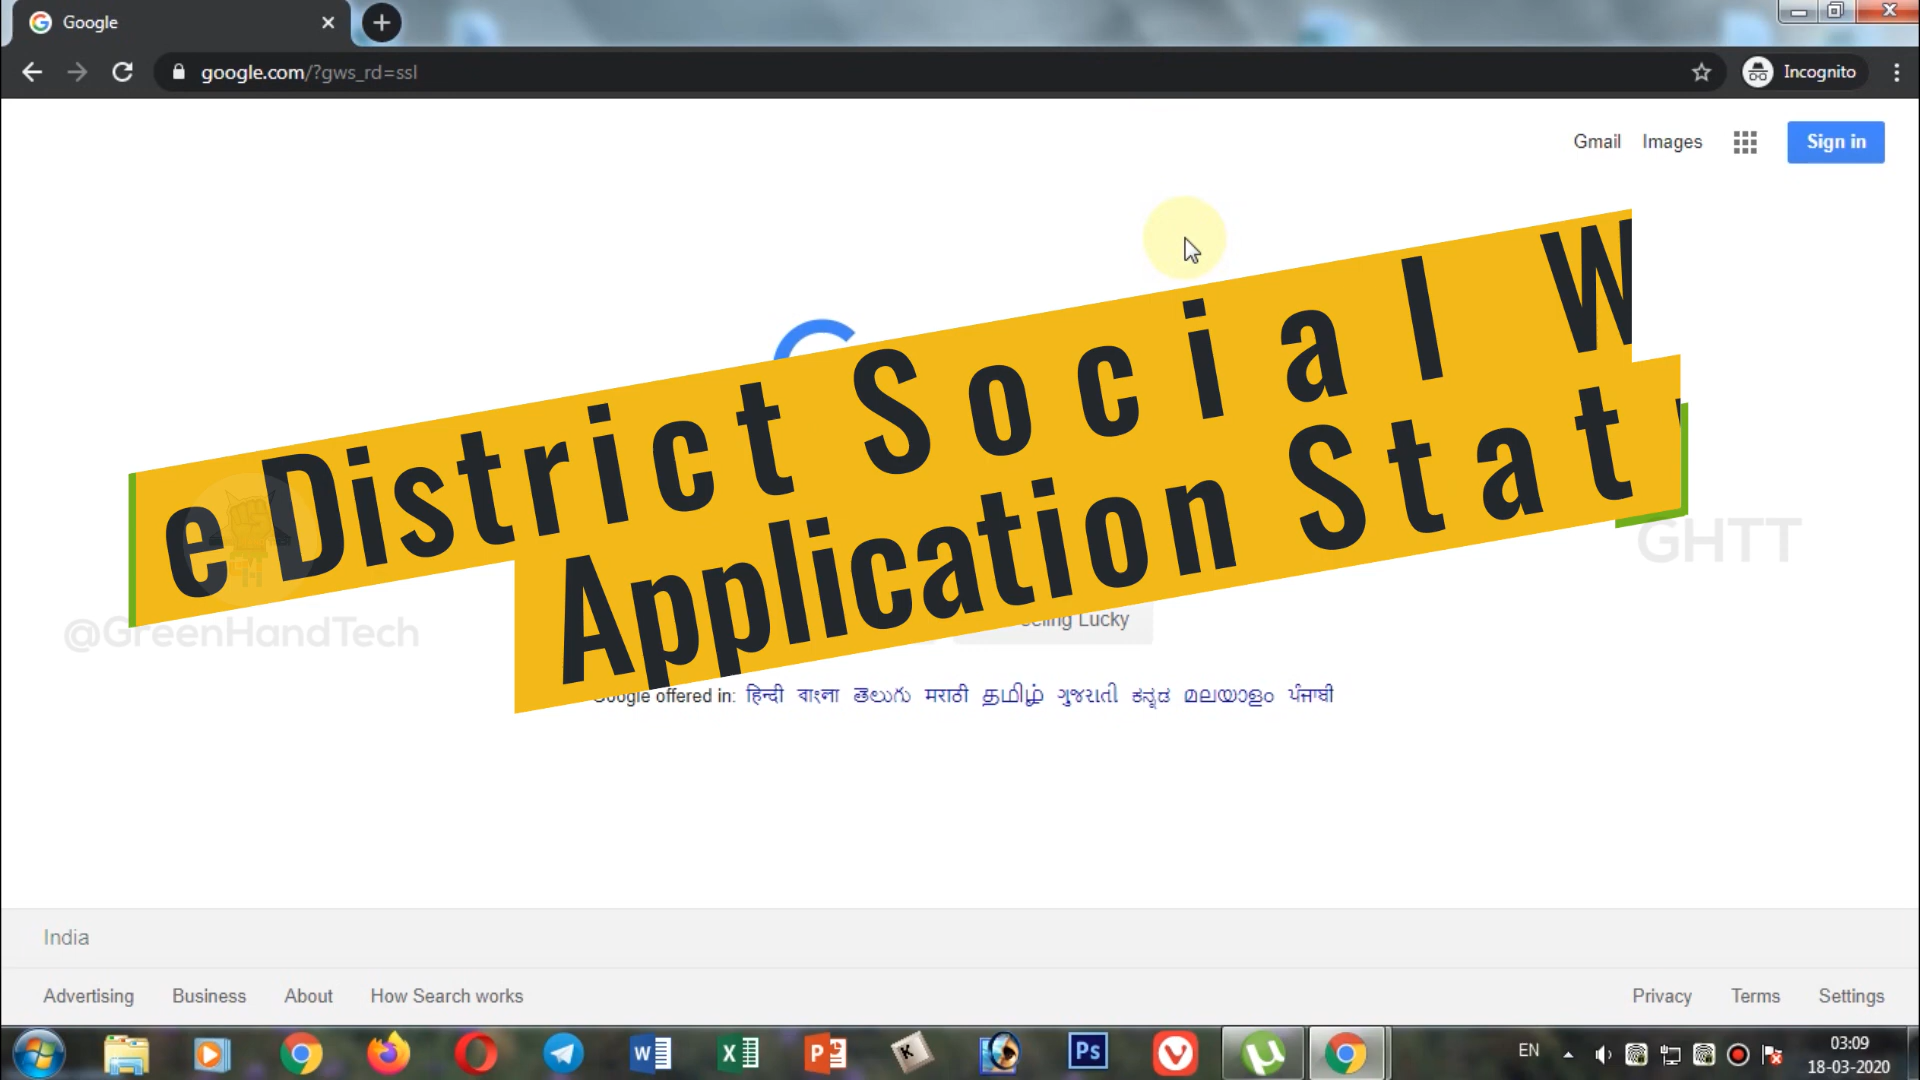 Google
google.com/?gws_rd=ssl
Incognito
Gmail Images Sign in
e District Social W
Application Stat
GHTT
@GreenHandTech
Lucky
Google offered in: हिन्दी বাংলা తెలుగు मराठी தமிழ் ગુજરાતી ಕನ್ನಡ മലയാളം ਪੰਜਾਬੀ
India
Advertising Business About How Search works Privacy Terms Settings
EN 03:09
18-03-2020